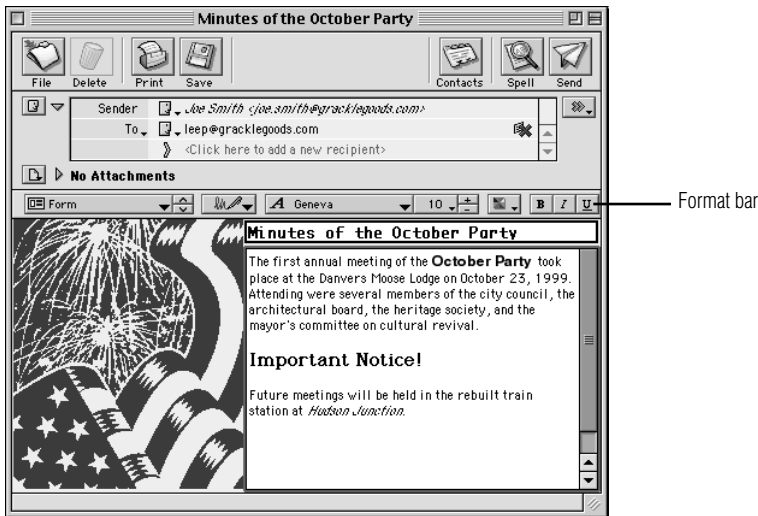 Minutes of the October Party
File Delete Print Save Contacts Spell Send
Sender Joe Smith <joe.smith@gracklegoods.com>
To leep@gracklegoods.com
<Click here to add a new recipient>
No Attachments
Form A Geneva 10 B I U
Format bar
Minutes of the October Party
The first annual meeting of the October Party took
place at the Danvers Moose Lodge on October 23, 1999.
Attending were several members of the city council, the
architectural board, the heritage society, and the
mayor's committee on cultural revival.
Important Notice!
Future meetings will be held in the rebuilt train
station at Hudson Junction.